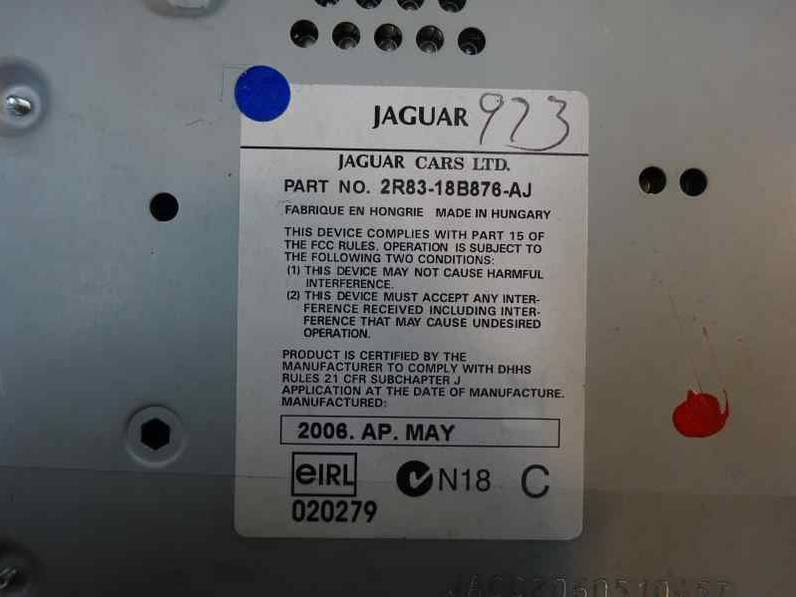 JAGUAR 923
JAGUAR CARS LTD.
PART NO. 2R83-18B876-AJ
FABRIQUE EN HONGRIE MADE IN HUNGARY
THIS DEVICE COMPLIES WITH PART 15 OF
THE FCC RULES. OPERATION IS SUBJECT TO
THE FOLLOWING TWO CONDITIONS:
(1) THIS DEVICE MAY NOT CAUSE HARMFUL
INTERFERENCE.
(2) THIS DEVICE MUST ACCEPT ANY INTER-
FERENCE RECEIVED INCLUDING INTER-
FERENCE THAT MAY CAUSE UNDESIRED
OPERATION.
PRODUCT IS CERTIFIED BY THE
MANUFACTURER TO COMPLY WITH DHHS
RULES 21 CFR SUBCHAPTER J
APPLICATION AT THE DATE OF MANUFACTURE.
MANUFACTURED:
2006. AP. MAY
eIRL N18 C
020279